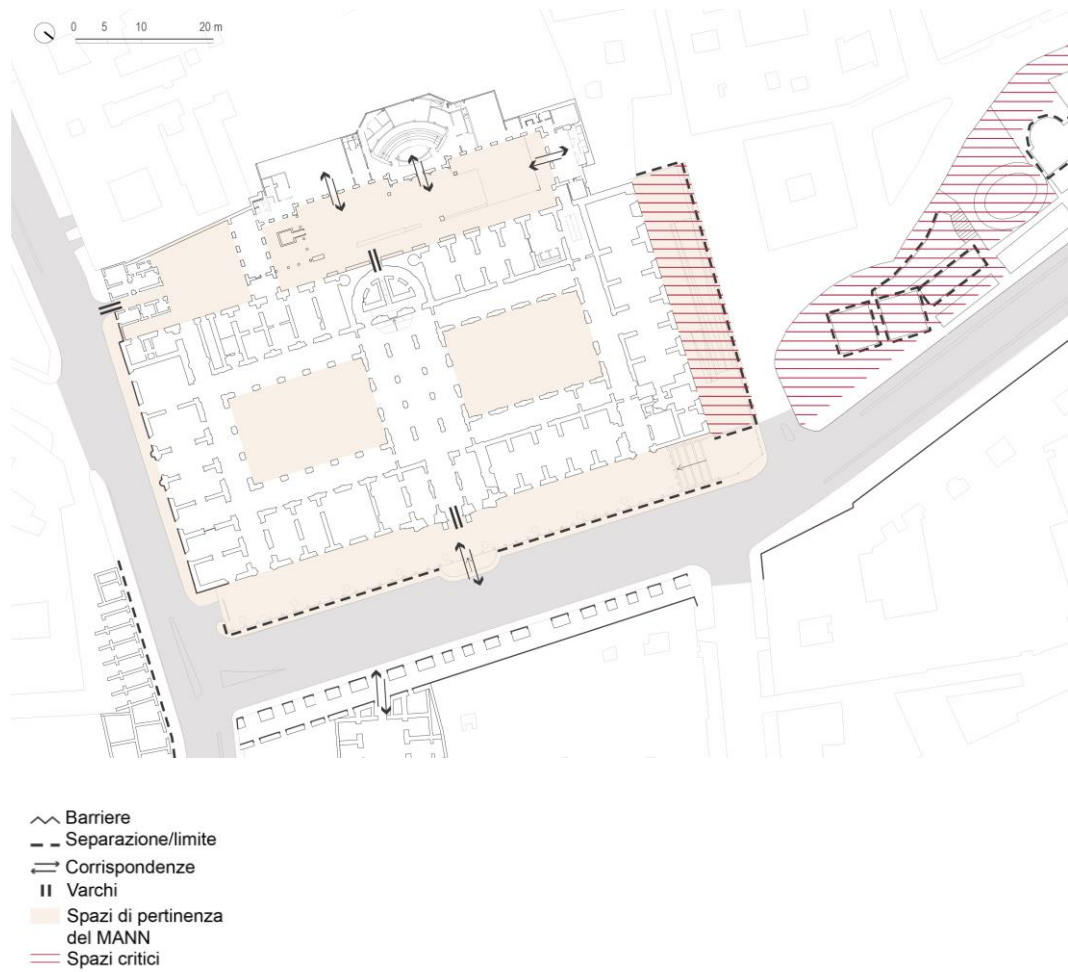 0 5 10 20 m
Barriere
Separazione/limite
Corrispondenze
Varchi
Spazi di pertinenza
del MANN
Spazi critici